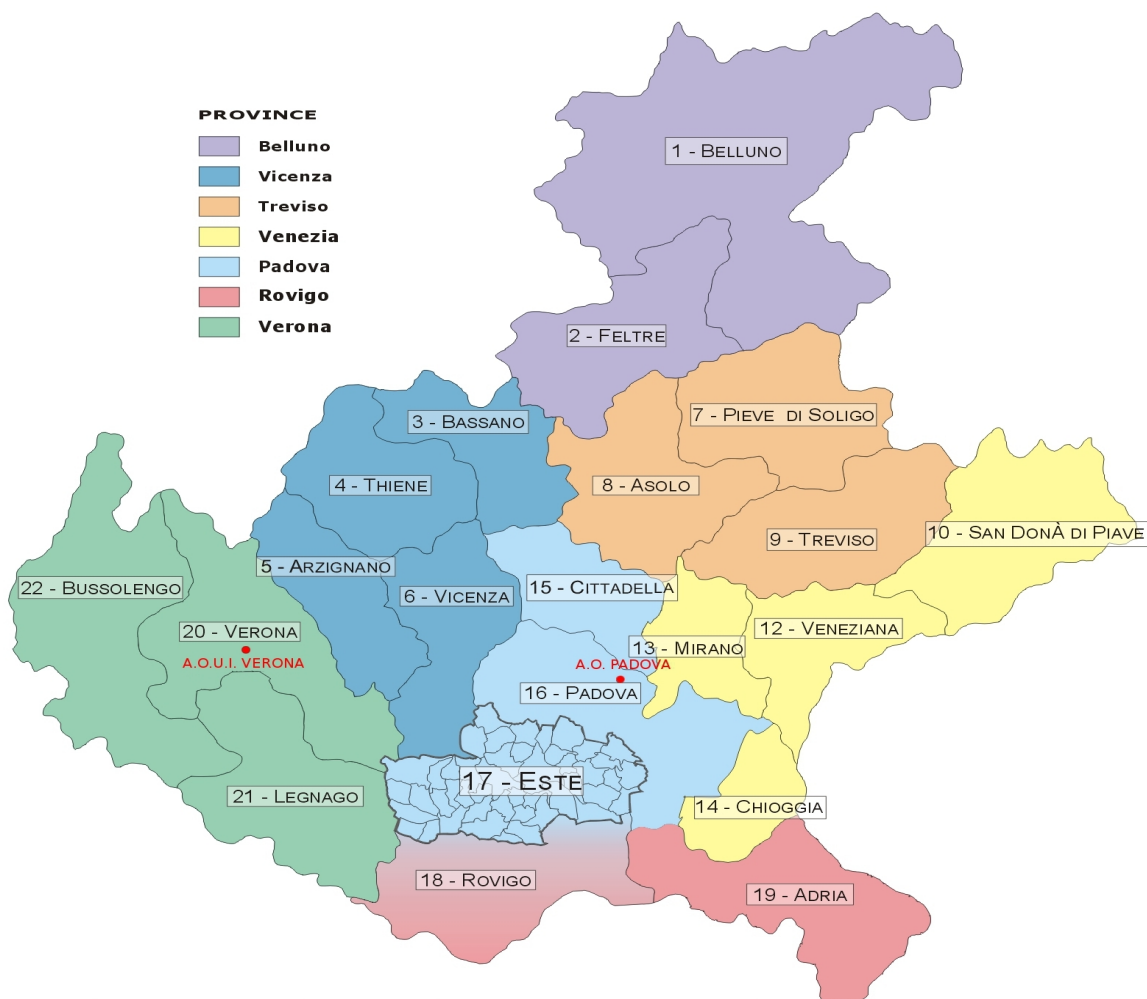 PROVINCE
Belluno
Vicenza
Treviso
Venezia
Padova
Rovigo
Verona
1 - BELLUNO
2 - FELTRE
3 - BASSANO
7 - PIEVE DI SOLIGO
4 - THIENE
8 - ASOLO
9 - TREVISO
10 - SAN DONÀ DI PIAVE
5 - ARZIGNANO
22 - BUSSOLENGO
6 - VICENZA
15 - CITTADELLA
20 - VERONA
12 - VENEZIANA
13 - MIRANO
A.O.U.I. VERONA
A.O. PADOVA
16 - PADOVA
17 - ESTE
21 - LEGNAGO
14 - CHIOGGIA
18 - ROVIGO
19 - ADRIA